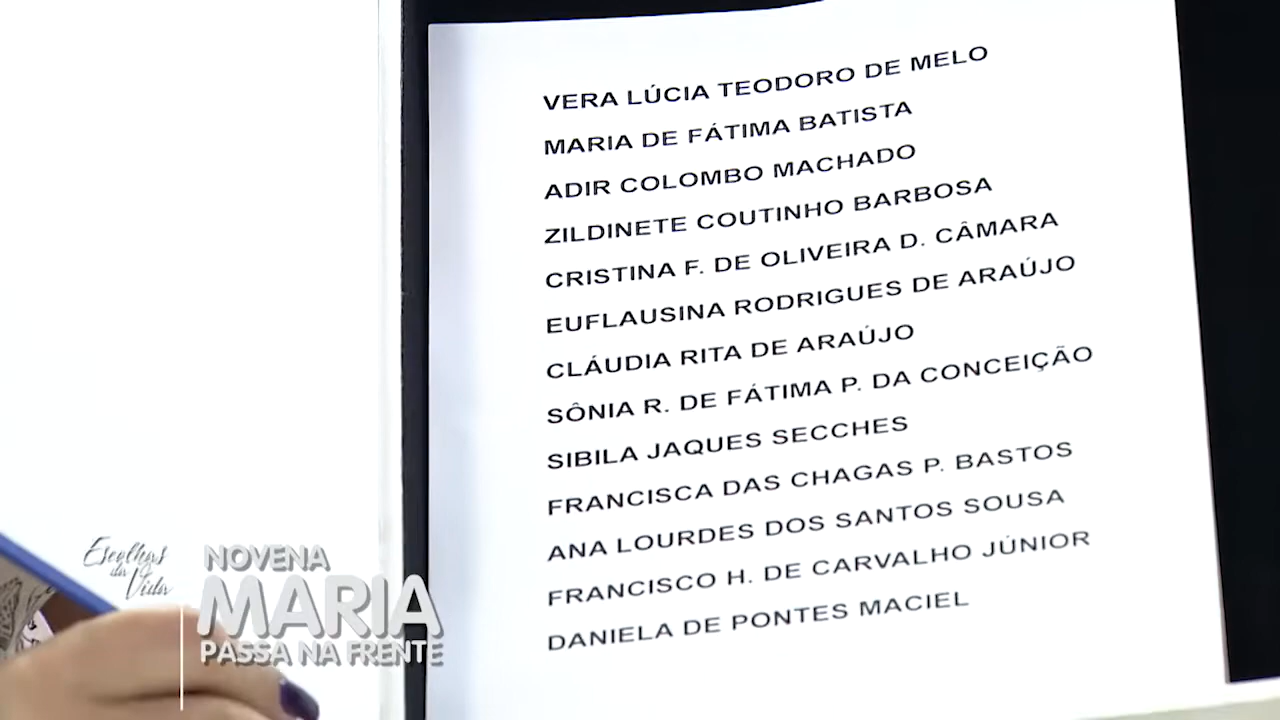 VERA LÚCIA TEODORO DE MELO
MARIA DE FÁTIMA BATISTA
ADIR COLOMBO MACHADO
ZILDINETE COUTINHO BARBOSA
CRISTINA F. DE OLIVEIRA D. CÂMARA
EUFLAUSINA RODRIGUES DE ARAÚJO
CLÁUDIA RITA DE ARAÚJO
SÔNIA R. DE FÁTIMA P. DA CONCEIÇÃO
SIBILA JAQUES SECCHES
FRANCISCA DAS CHAGAS P. BASTOS
ANA LOURDES DOS SANTOS SOUSA
FRANCISCO H. DE CARVALHO JÚNIOR
DANIELA DE PONTES MACIEL
Escolhas
da Vida
NOVENA
MARIA
PASSA NA FRENTE